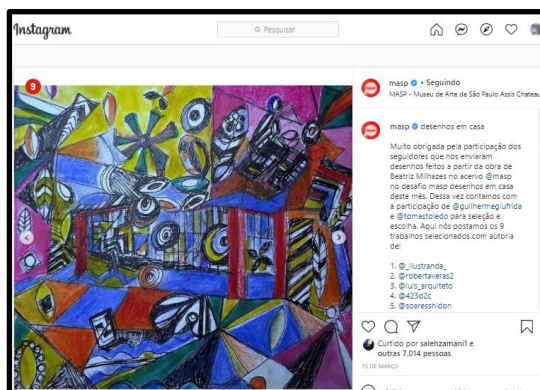 Instagram
Pesquisar
9
masp • Seguindo
MASP - Museu de Arte de São Paulo Assis Chateau
masp desenhos em casa
Muito obrigada pela participação dos
seguidores que nos enviaram
desenhos feitos a partir da obra de
Beatriz Milhazes no acervo @masp
no desafio masp desenhos em casa
deste mês. Dessa vez contamos com
a participação de @guilhermegiufrida
e @tomastoledo para seleção e
escolha. Aqui nós postamos os 9
trabalhos selecionados com autoria
de:
1. @_ilustranda_
2. @robertaveras2
3. @luis_arquiteto
4. @423d2c
5. @soaresshidon
Curtido por salehzamani1 e
outras 7.014 pessoas
15 DE MARÇO